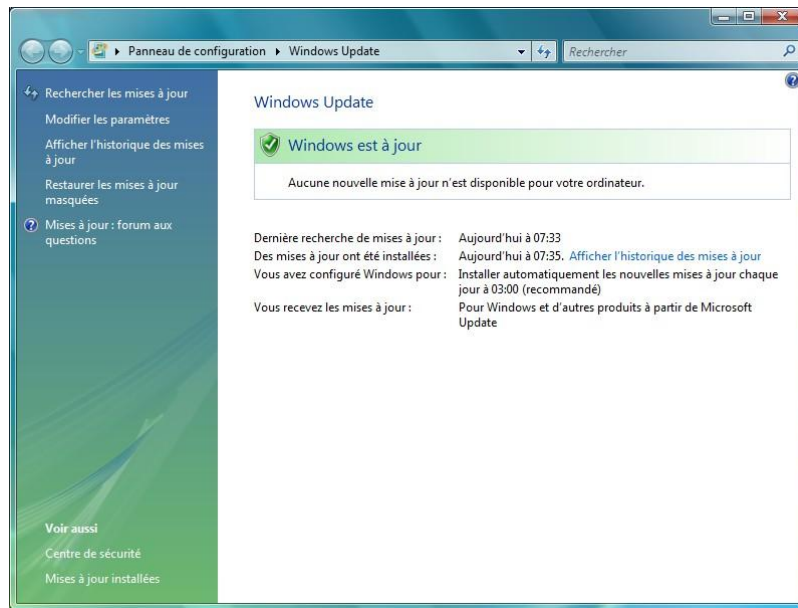 Panneau de configuration ▸ Windows Update
Rechercher
Rechercher les mises à jour
Modifier les paramètres
Afficher l'historique des mises
à jour
Restaurer les mises à jour
masquées
Mises à jour : forum aux
questions
Voir aussi
Centre de sécurité
Mises à jour installées
Windows Update
Windows est à jour
Aucune nouvelle mise à jour n'est disponible pour votre ordinateur.
Dernière recherche de mises à jour : Aujourd'hui à 07:33
Des mises à jour ont été installées : Aujourd'hui à 07:35. Afficher l'historique des mises à jour
Vous avez configuré Windows pour : Installer automatiquement les nouvelles mises à jour chaque
jour à 03:00 (recommandé)
Vous recevez les mises à jour : Pour Windows et d'autres produits à partir de Microsoft
Update